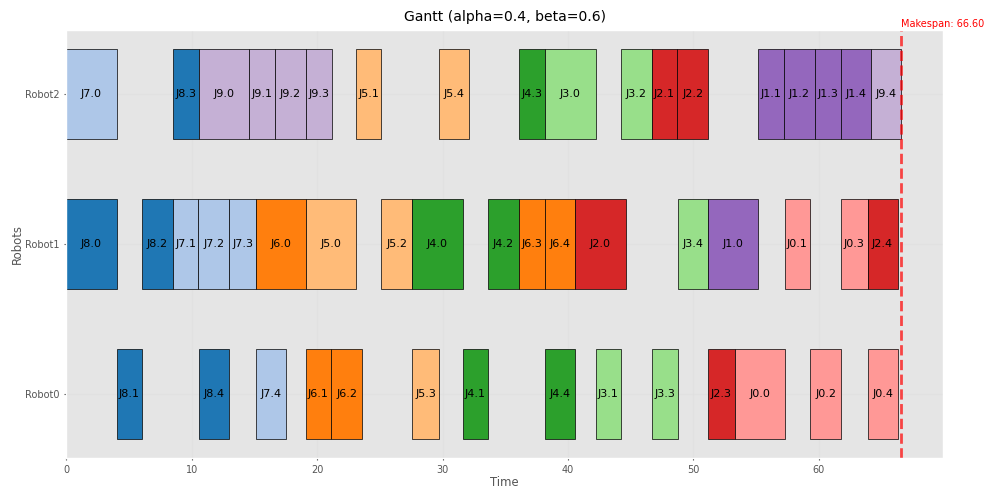 Gantt (alpha=0.4, beta=0.6)
Makespan: 66.60
Robot2
J7.0 J8.3 J9.0 J9.1 J9.2 J9.3 J5.1 J5.4 J4.3 J3.0 J3.2 J2.1 J2.2 J1.1 J1.2 J1.3 J1.4 J9.4
Robots
Robot1
J8.0 J8.2 J7.1 J7.2 J7.3 J6.0 J5.0 J5.2 J4.0 J4.2 J6.3 J6.4 J2.0 J3.4 J1.0 J0.1 J0.3 J2.4
Robot0
J8.1 J8.4 J7.4 J6.1 J6.2 J5.3 J4.1 J4.4 J3.1 J3.3 J2.3 J0.0 J0.2 J0.4
0 10 20 30 40 50 60
Time